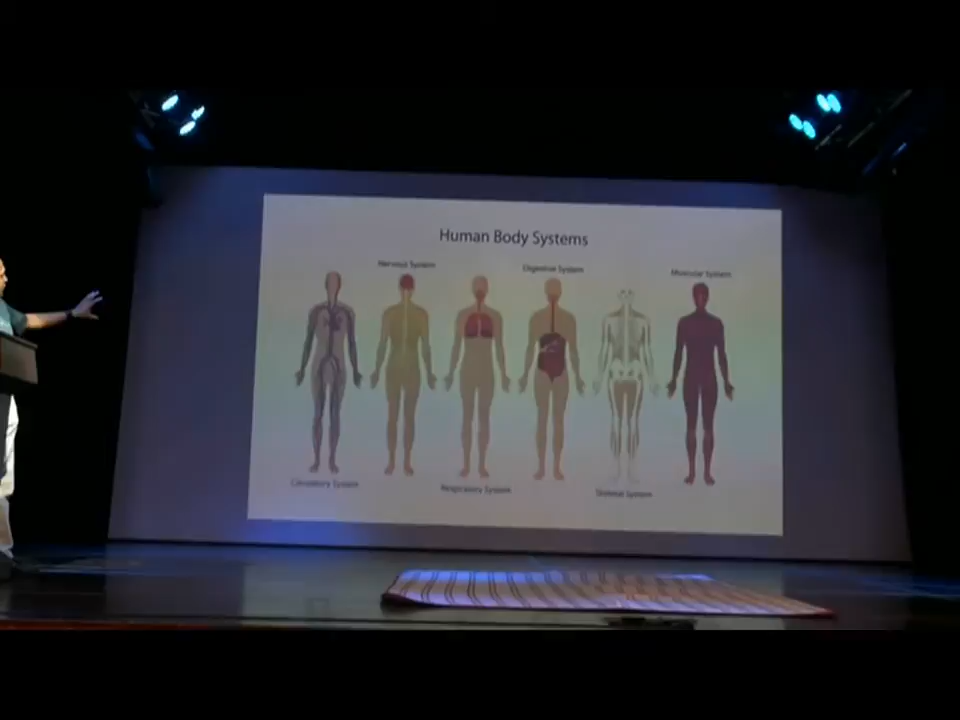 Human Body Systems
Nervous System
Digestive System
Muscular System
Circulatory System
Respiratory System
Skeletal System